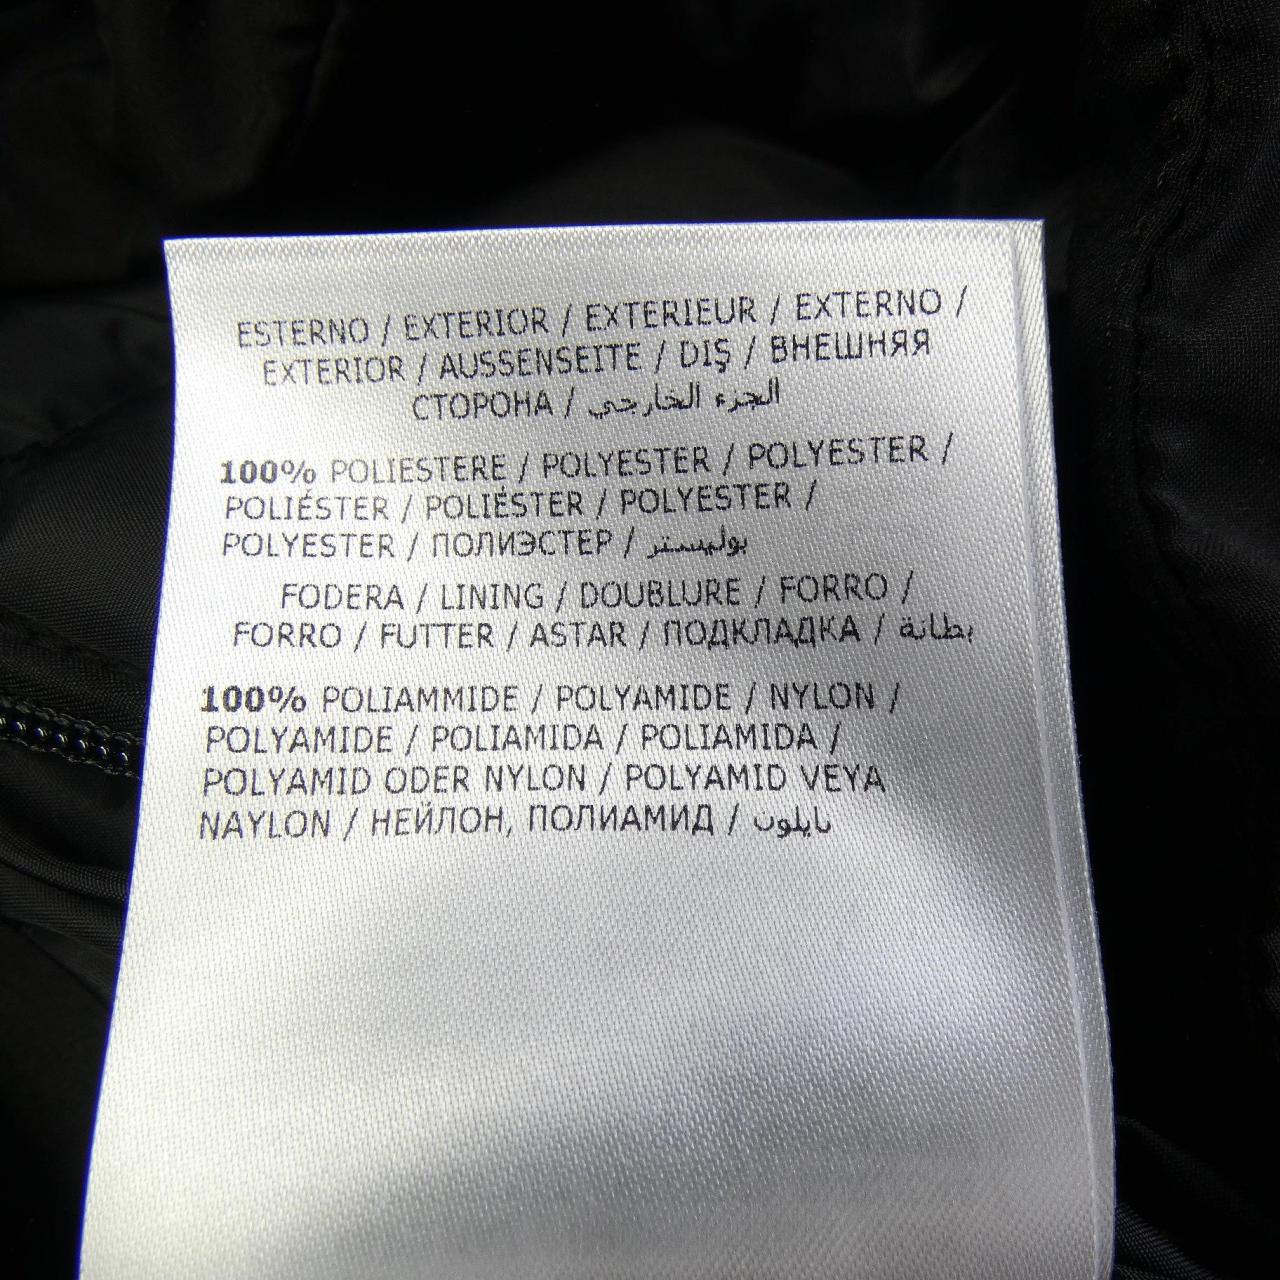 ESTERNO / EXTERIOR / EXTERIEUR / EXTERNO /
EXTERIOR / AUSSENSEITE / DIŞ / ВНЕШНЯЯ
СТОРОНА / الجزء الخارجي
100% POLIESTERE / POLYESTER / POLYESTER /
POLIÉSTER / POLIÉSTER / POLYESTER /
POLYESTER / ПОЛИЭСТЕР / بوليستر
FODERA / LINING / DOUBLURE / FORRO /
FORRO / FUTTER / ASTAR / ПОДКЛАДКА / بطانة
100% POLIAMMIDE / POLYAMIDE / NYLON /
POLYAMIDE / POLIAMIDA / POLIAMIDA /
POLYAMID ODER NYLON / POLYAMID VEYA
NAYLON / НЕЙЛОН, ПОЛИАМИД / نايلون